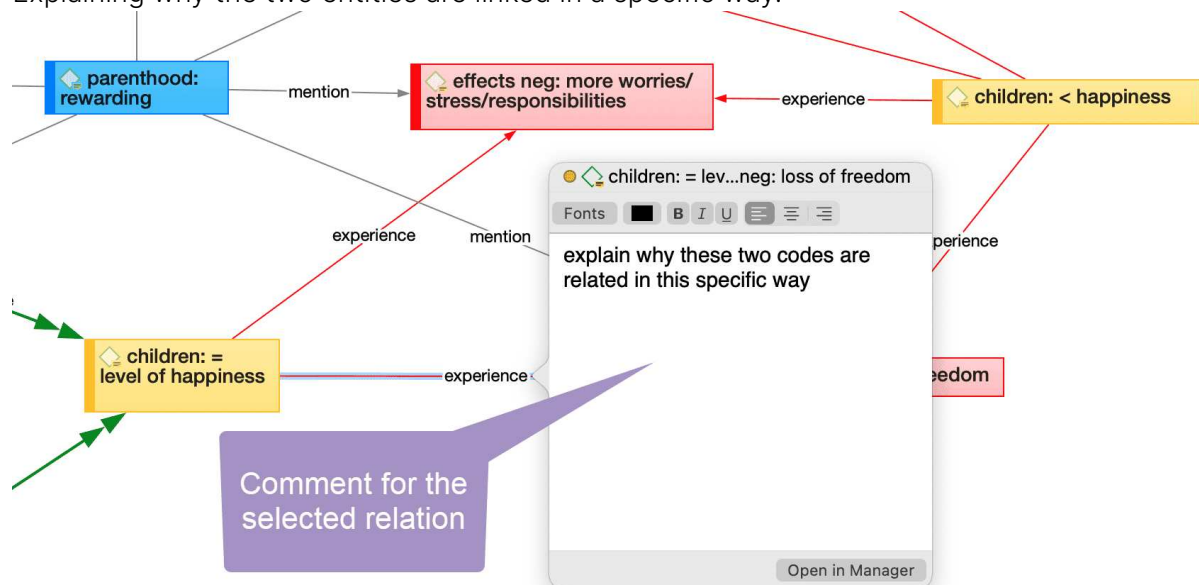 Explaining why the two entities are linked in a specific way.
parenthood:
rewarding
mention
effects neg: more worries/
stress/responsibilities
experience
children: < happiness
children: = lev...neg: loss of freedom
Fonts
B I U
explain why these two codes are
related in this specific way
experience
mention
perience
children: =
level of happiness
experience
eedom
Comment for the
selected relation
Open in Manager